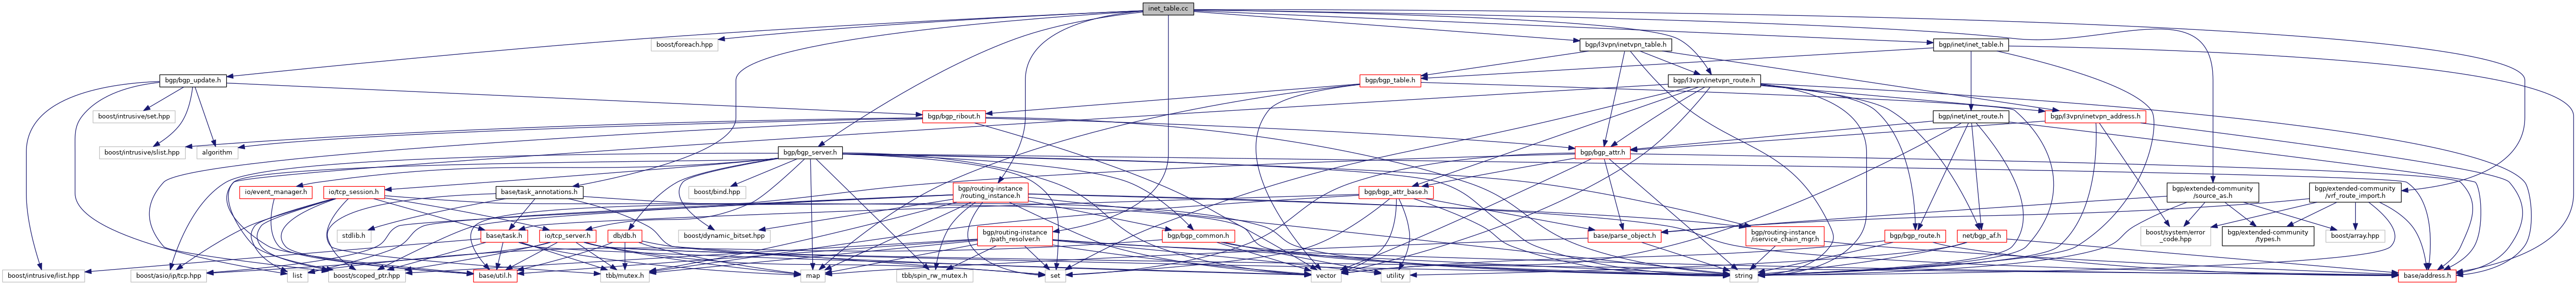 inet_table.cc
boost/foreach.hpp
bgp/l3vpn/inetvpn_table.h
bgp/inet/inet_table.h
bgp/bgp_update.h
bgp/bgp_table.h
bgp/l3vpn/inetvpn_route.h
boost/intrusive/set.hpp
bgp/bgp_ribout.h
bgp/inet/inet_route.h
bgp/l3vpn/inetvpn_address.h
boost/intrusive/slist.hpp
algorithm
bgp/bgp_server.h
bgp/bgp_attr.h
io/event_manager.h
io/tcp_session.h
base/task_annotations.h
boost/bind.hpp
bgp/routing-instance
/routing_instance.h
bgp/bgp_attr_base.h
bgp/extended-community
/source_as.h
bgp/extended-community
/vrf_route_import.h
stdlib.h
base/task.h
io/tcp_server.h
db/db.h
boost/dynamic_bitset.hpp
bgp/routing-instance
/path_resolver.h
bgp/bgp_common.h
base/parse_object.h
bgp/routing-instance
/iservice_chain_mgr.h
bgp/bgp_route.h
net/bgp_af.h
boost/system/error
_code.hpp
bgp/extended-community
/types.h
boost/array.hpp
boost/intrusive/list.hpp
boost/asio/ip/tcp.hpp
list
boost/scoped_ptr.hpp
base/util.h
tbb/mutex.h
map
tbb/spin_rw_mutex.h
set
vector
utility
string
base/address.h